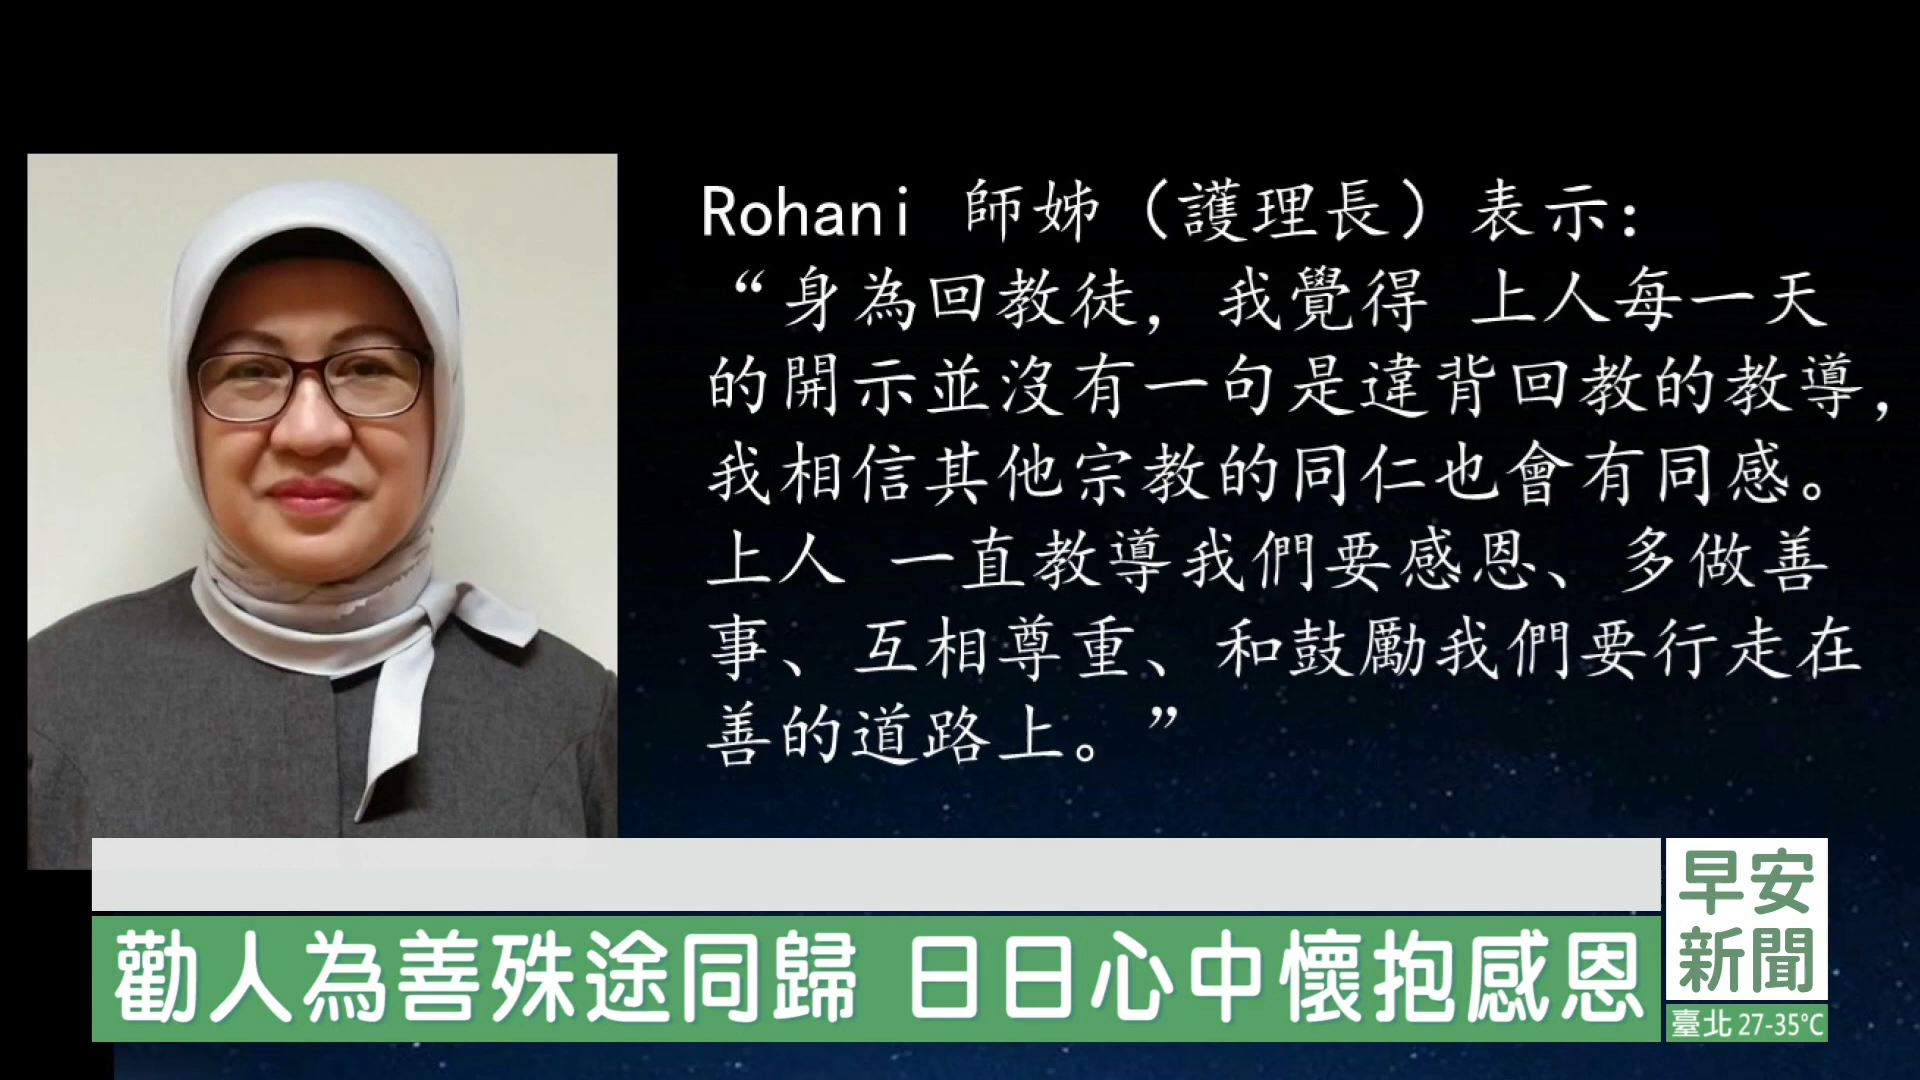 Rohani 師姊（護理長）表示：
“身為回教徒，我覺得 上人每一天
的開示並沒有一句是違背回教的教導，
我相信其他宗教的同仁也會有同感。
上人 一直教導我們要感恩、多做善
事、互相尊重、和鼓勵我們要行走在
善的道路上。”
勸人為善殊途同歸 日日心中懷抱感恩
早安
新聞
臺北 27-35°C